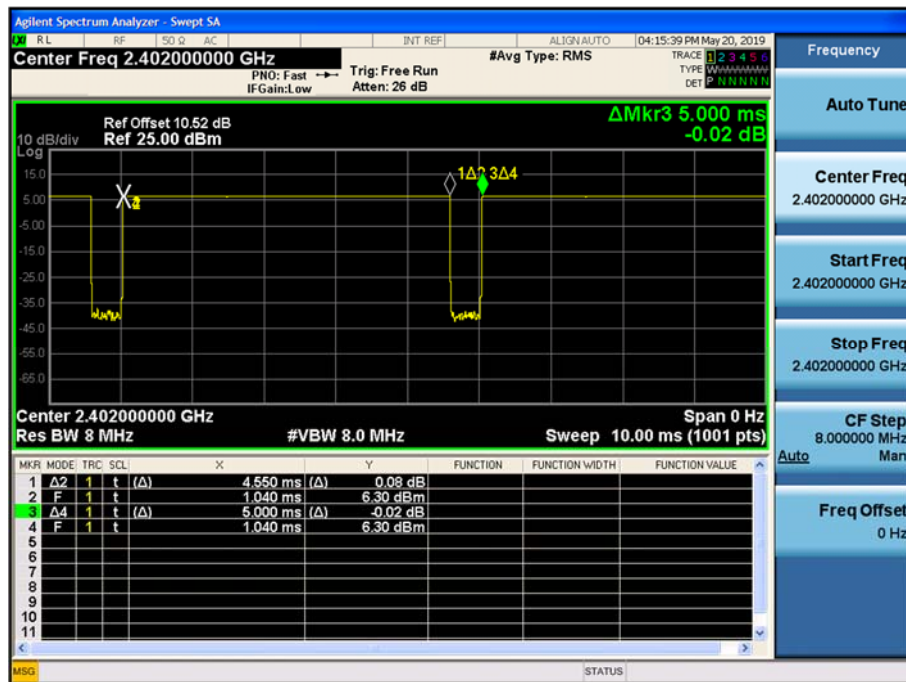 Agilent Spectrum Analyzer - Swept SA
LXI RL RF 50 Ω AC INT REF ALIGN AUTO 04:15:39 PM May 20, 2019
Center Freq 2.402000000 GHz
PNO: Fast
IFGain:Low
Trig: Free Run
Atten: 26 dB
#Avg Type: RMS
TRACE 1 2 3 4 5 6
TYPE W
DET P N N N N N
10 dB/div
Log
Ref Offset 10.52 dB
Ref 25.00 dBm
ΔMkr3 5.000 ms
-0.02 dB
1Δ2 3Δ4
15.0
5.00
-5.00
-15.0
-25.0
-35.0
-45.0
-55.0
-65.0
Center 2.402000000 GHz Span 0 Hz
Res BW 8 MHz #VBW 8.0 MHz Sweep 10.00 ms (1001 pts)
MKR MODE TRC SCL X Y FUNCTION FUNCTION WIDTH FUNCTION VALUE
1 Δ2 1 t (Δ) 4.550 ms (Δ) 0.08 dB
2 F 1 t 1.040 ms 6.30 dBm
3 Δ4 1 t (Δ) 5.000 ms (Δ) -0.02 dB
4 F 1 t 1.040 ms 6.30 dBm
5
6
7
8
9
10
11
MSG STATUS
Frequency
Auto Tune
Center Freq
2.402000000 GHz
Start Freq
2.402000000 GHz
Stop Freq
2.402000000 GHz
CF Step
8.000000 MHz
Auto Man
Freq Offset
0 Hz